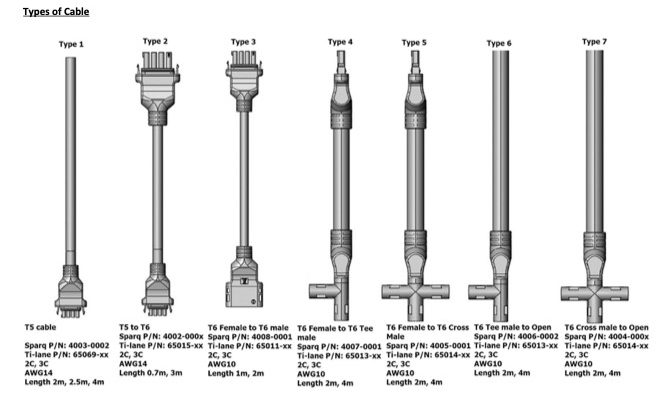 Types of Cable
Type 1
Type 2
Type 3
Type 4
Type 5
Type 6
Type 7
T5 cable
Sparq P/N: 4003-0002
Ti-lane P/N: 65069-xx
2C, 3C
AWG14
Length 2m, 2.5m, 4m
T5 to T6
Sparq P/N: 4002-000x
Ti-lane P/N: 65015-xx
2C, 3C
AWG14
Length 0.7m, 3m
T6 Female to T6 male
Sparq P/N: 4008-0001
Ti-lane P/N: 65011-xx
2C, 3C
AWG10
Length 1m, 2m
T6 Female to T6 Tee
male
Sparq P/N: 4007-0001
Ti-lane P/N: 65013-xx
2C, 3C
AWG10
Length 2m, 4m
T6 Female to T6 Cross
Male
Sparq P/N: 4005-0001
Ti-lane P/N: 65014-xx
2C, 3C
AWG10
Length 2m, 4m
T6 Tee male to Open
Sparq P/N: 4006-0002
Ti-lane P/N: 65013-xx
2C, 3C
AWG10
Length 2m, 4m
T6 Cross male to Open
Sparq P/N: 4004-000x
Ti-lane P/N: 65014-xx
2C, 3C
AWG10
Length 2m, 4m